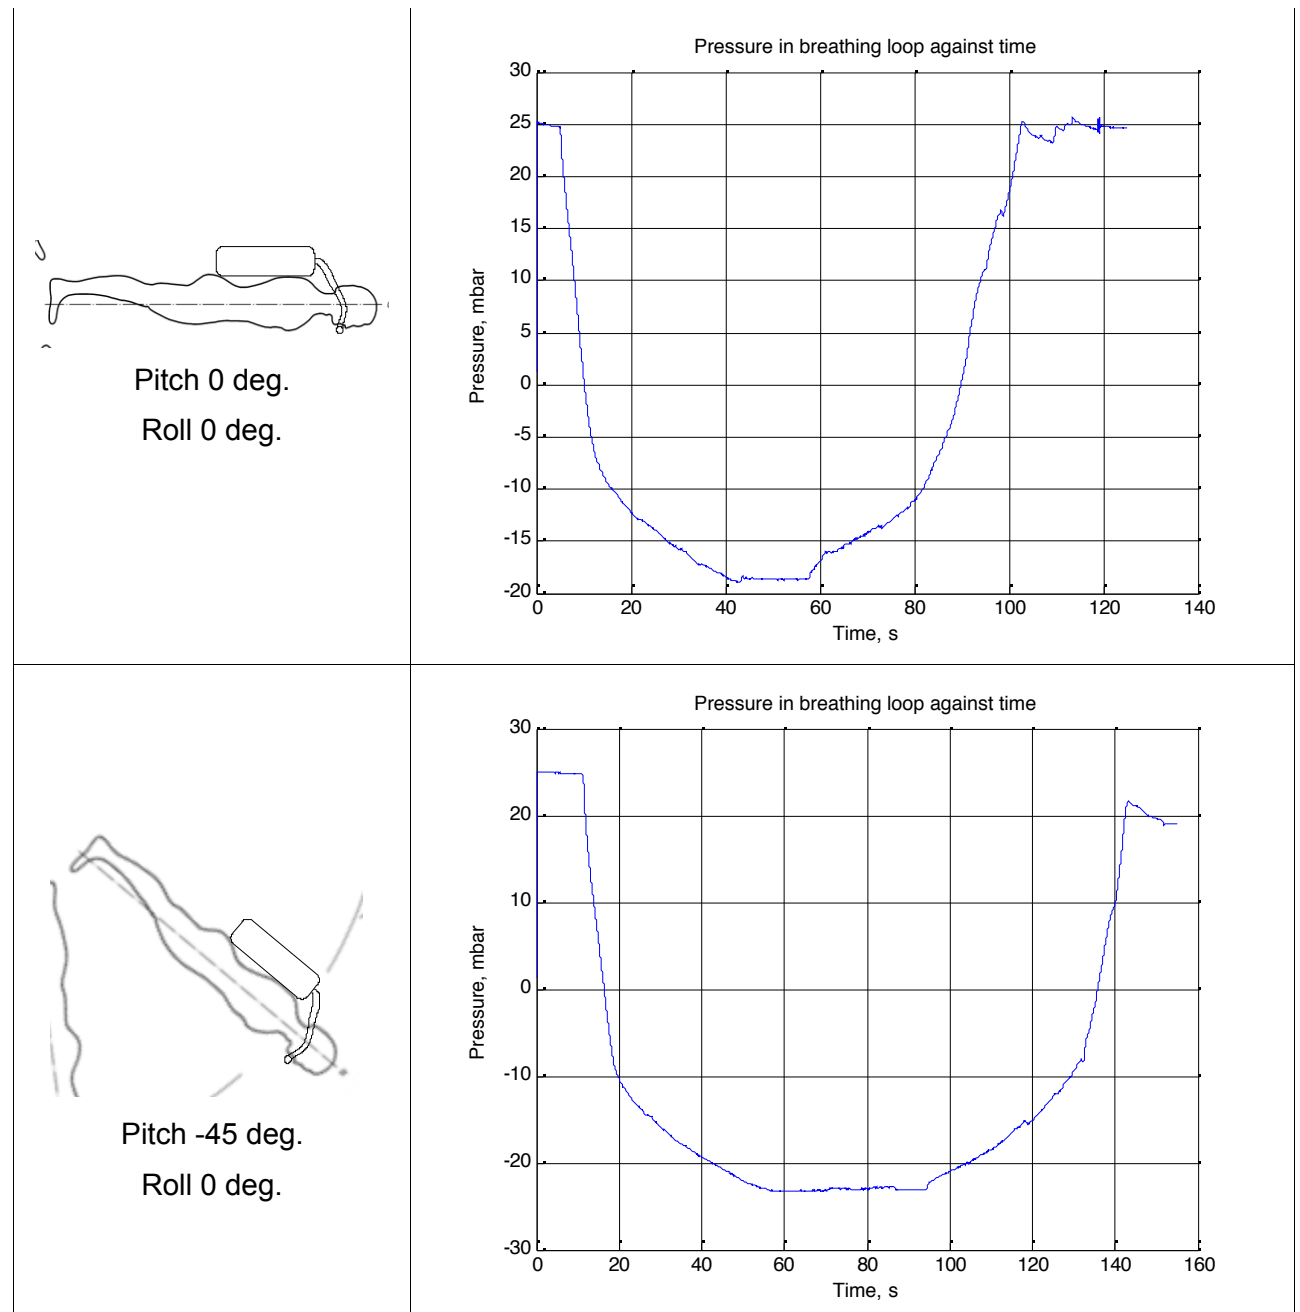 Pitch 0 deg.
Roll 0 deg.
Pressure in breathing loop against time
30
25
20
15
10
5
0
-5
-10
-15
-20
Pressure, mbar
0 20 40 60 80 100 120 140
Time, s
Pitch -45 deg.
Roll 0 deg.
Pressure in breathing loop against time
30
20
10
0
-10
-20
-30
Pressure, mbar
0 20 40 60 80 100 120 140 160
Time, s